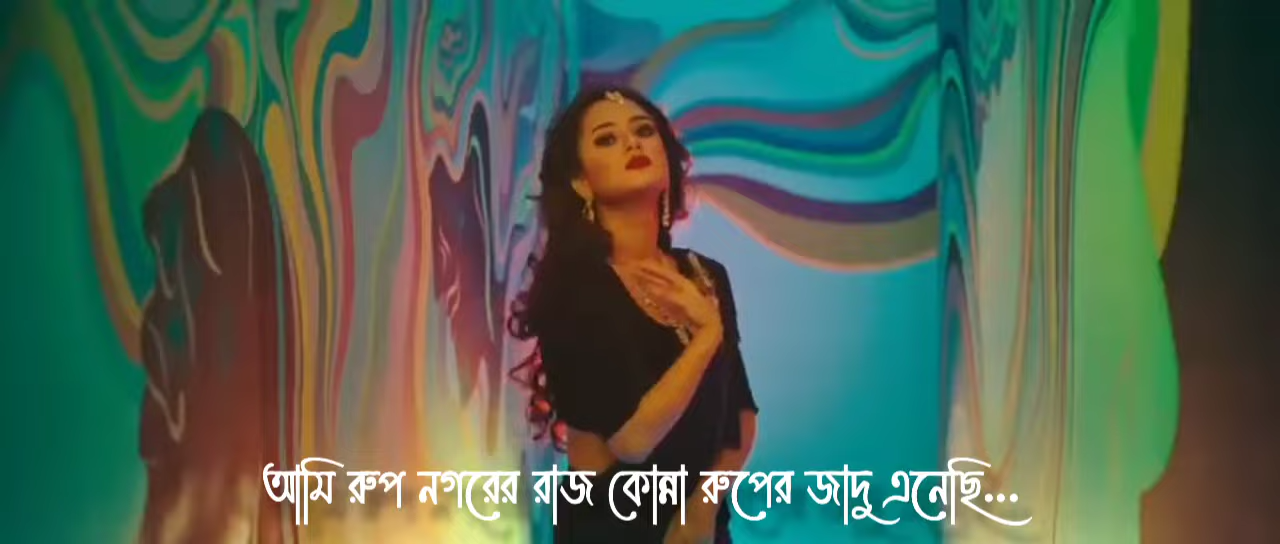 আমি রুপ নগরের রাজ কোন্না রুপের জাদু এনেছি...